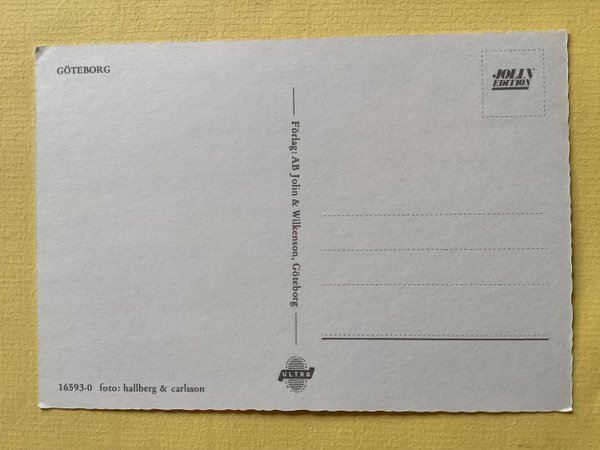 GÖTEBORG
JOLIN
EDITION
Förlag: AB Jolin & Wilkenson, Göteborg
ULTRA
16593-0 foto: hallberg & carlsson